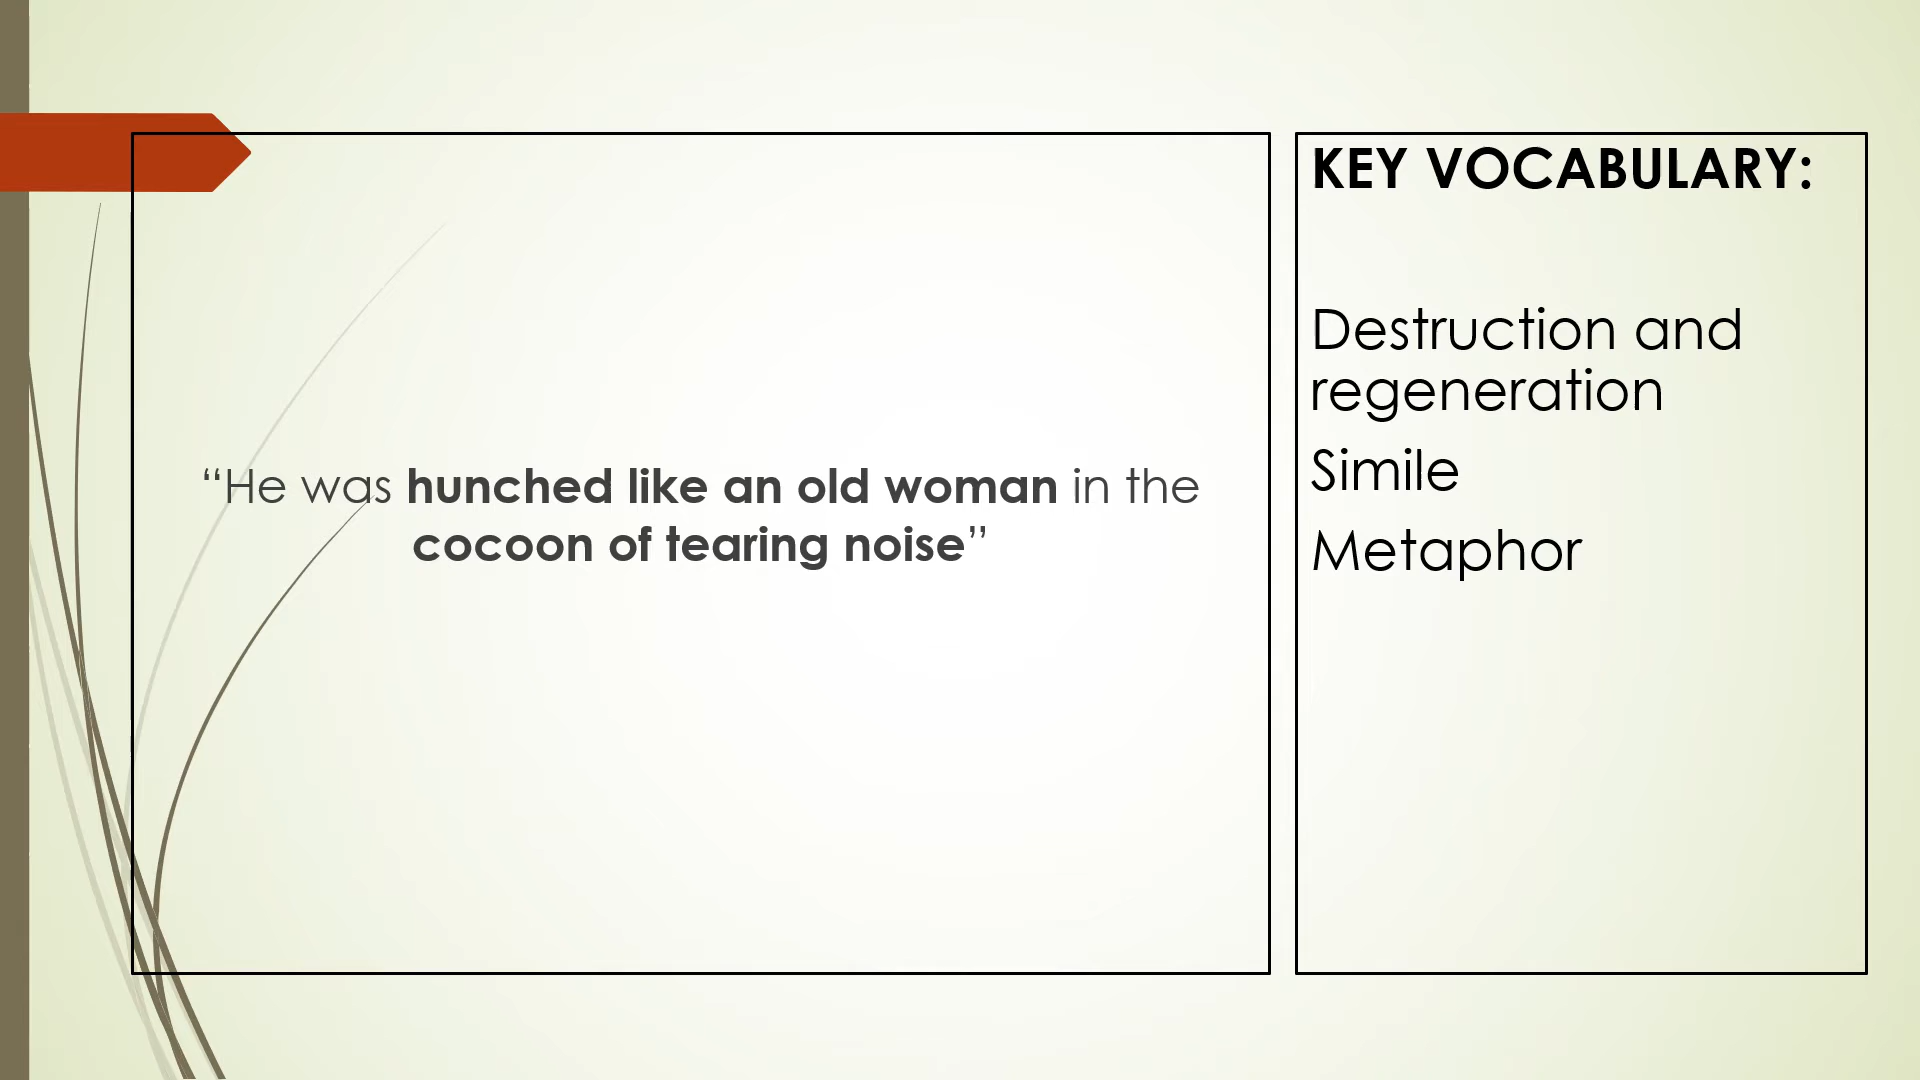 “He was hunched like an old woman in the
cocoon of tearing noise”
KEY VOCABULARY:
Destruction and
regeneration
Simile
Metaphor